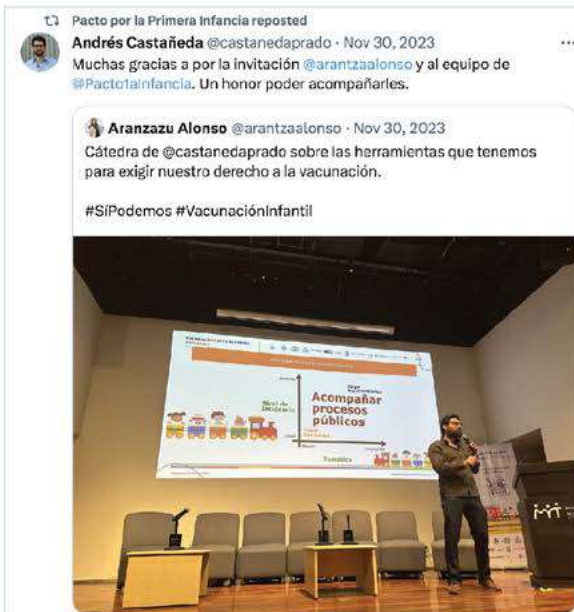 Pacto por la Primera Infancia reposted
Andrés Castañeda @castanedaprado · Nov 30, 2023
Muchas gracias a por la invitación @arantzaalonso y al equipo de
@Pacto1aInfancia. Un honor poder acompañarles.
Aranzazu Alonso @arantzaalonso · Nov 30, 2023
Cátedra de @castanedaprado sobre las herramientas que tenemos
para exigir nuestro derecho a la vacunación.
#SíPodemos #VacunaciónInfantil
Nivel de
Incidencia
Acompañar
procesos
públicos
Temática